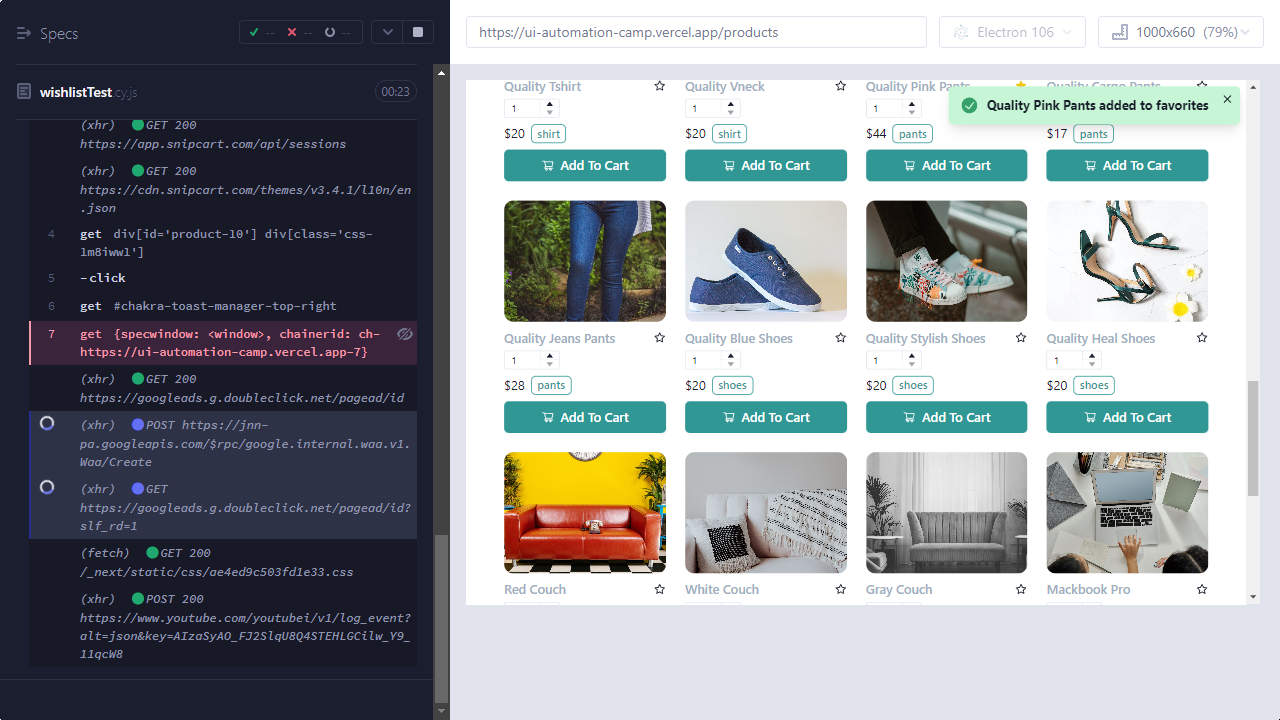 Specs
--
--
--
wishlistTest.cy.js
00:23
(xhr) GET 200
https://app.snipcart.com/api/sessions
(xhr) GET 200
https://cdn.snipcart.com/themes/v3.4.1/l10n/en
.json
4 get div[id='product-10'] div[class='css-
1m8iwwl']
5 -click
6 get #chakra-toast-manager-top-right
7 get {specwindow: <window>, chainerid: ch-
https://ui-automation-camp.vercel.app-7}
(xhr) GET 200
https://googleads.g.doubleclick.net/pagead/id
(xhr) POST https://jnn-
pa.googleapis.com/$rpc/google.internal.waa.v1.
Waa/Create
(xhr) GET
https://googleads.g.doubleclick.net/pagead/id?
slf_rd=1
(fetch) GET 200
/_next/static/css/ae4ed9c503fd1e33.css
(xhr) POST 200
https://www.youtube.com/youtubei/v1/log_event?
alt=json&key=AIzaSyAO_FJ2SlqU8Q4STEHLGCilw_Y9_
11qcW8
https://ui-automation-camp.vercel.app/products
Electron 106
1000x660 (79%)
Quality Tshirt
Quality Vneck
Quality Pink Pants
Quality Cargo Pants
Quality Pink Pants added to favorites
1
1
1
$20 shirt
$20 shirt
$44 pants
$17 pants
Add To Cart
Add To Cart
Add To Cart
Add To Cart
Quality Jeans Pants
Quality Blue Shoes
Quality Stylish Shoes
Quality Heal Shoes
1
1
1
1
$28 pants
$20 shoes
$20 shoes
$20 shoes
Add To Cart
Add To Cart
Add To Cart
Add To Cart
Red Couch
White Couch
Gray Couch
Mackbook Pro